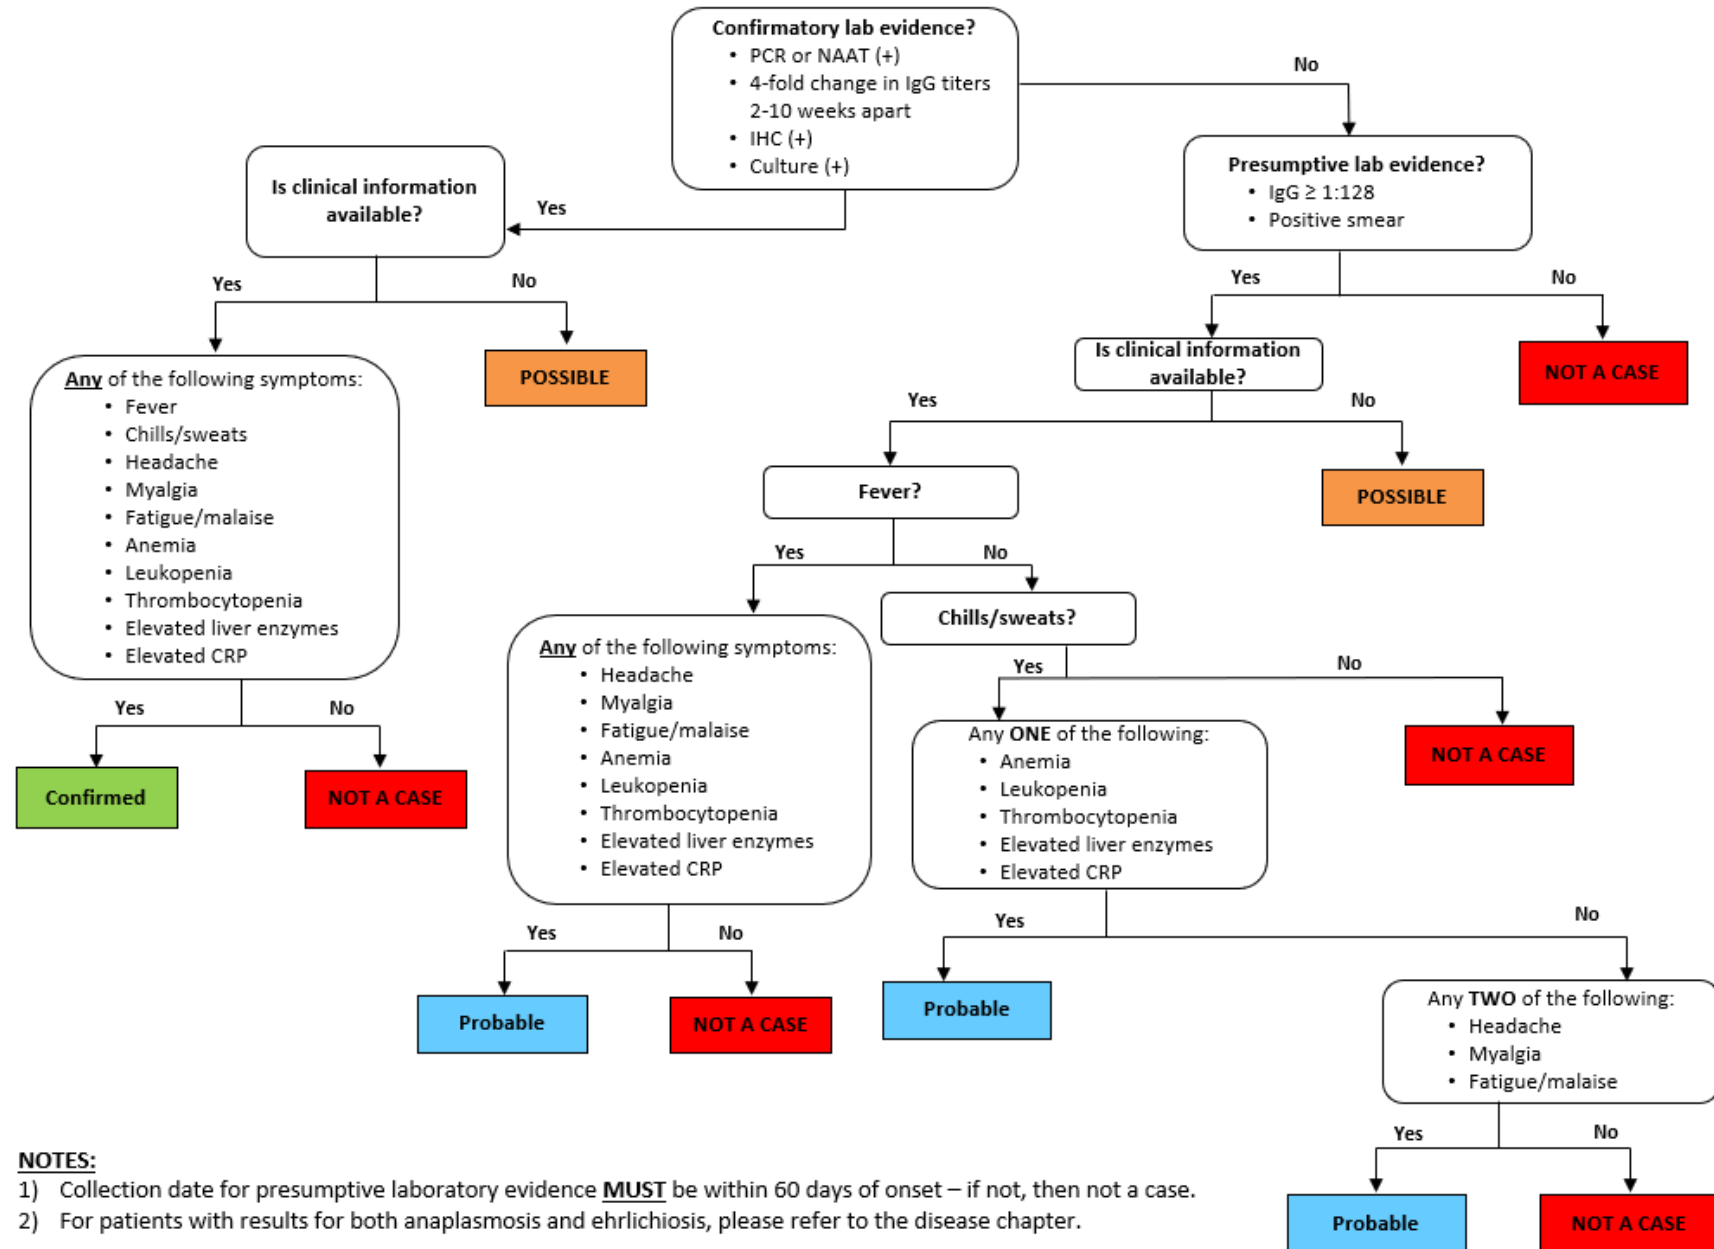 Confirmatory lab evidence?
• PCR or NAAT (+)
• 4-fold change in IgG titers
2-10 weeks apart
• IHC (+)
• Culture (+)
No
Yes
Presumptive lab evidence?
• IgG ≥ 1:128
• Positive smear
Is clinical information
available?
Yes
No
Yes
No
POSSIBLE
Any of the following symptoms:
• Fever
• Chills/sweats
• Headache
• Myalgia
• Fatigue/malaise
• Anemia
• Leukopenia
• Thrombocytopenia
• Elevated liver enzymes
• Elevated CRP
Yes
No
Confirmed
NOT A CASE
Is clinical information
available?
NOT A CASE
Yes
No
Fever?
POSSIBLE
Yes
No
Chills/sweats?
Any of the following symptoms:
• Headache
• Myalgia
• Fatigue/malaise
• Anemia
• Leukopenia
• Thrombocytopenia
• Elevated liver enzymes
• Elevated CRP
Yes
No
Probable
NOT A CASE
Yes
No
Any ONE of the following:
• Anemia
• Leukopenia
• Thrombocytopenia
• Elevated liver enzymes
• Elevated CRP
NOT A CASE
Yes
No
Probable
Any TWO of the following:
• Headache
• Myalgia
• Fatigue/malaise
Yes
No
Probable
NOT A CASE
NOTES:
1) Collection date for presumptive laboratory evidence MUST be within 60 days of onset – if not, then not a case.
2) For patients with results for both anaplasmosis and ehrlichiosis, please refer to the disease chapter.